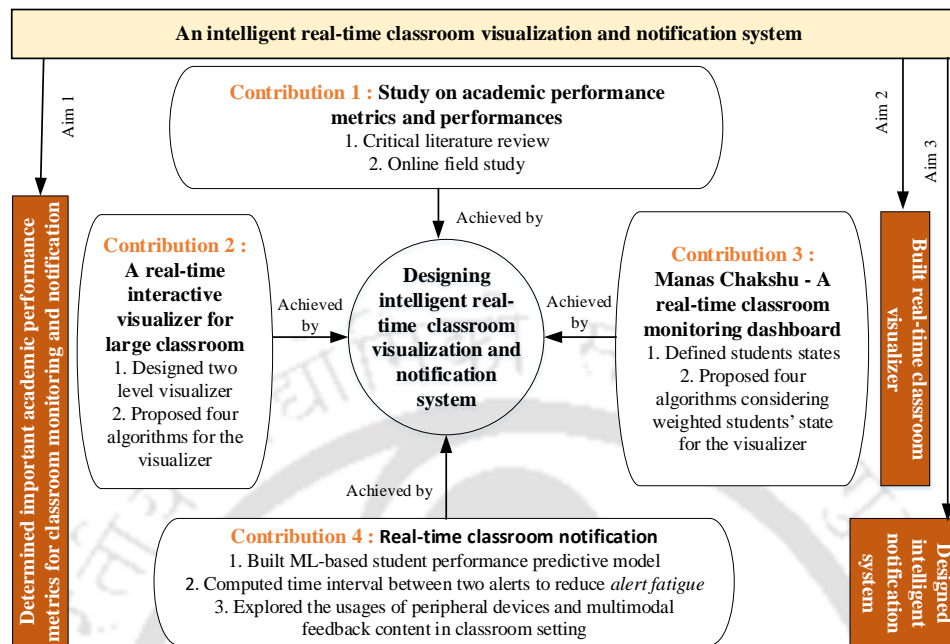 An intelligent real-time classroom visualization and notification system
Aim 1
Aim 2
Aim 3
Contribution 1 : Study on academic performance
metrics and performances
1. Critical literature review
2. Online field study
Achieved by
Determined important academic performance
metrics for classroom monitoring and notification
Contribution 2 :
A real-time
interactive
visualizer for
large classroom
1. Designed two
level visualizer
2. Proposed four
algorithms for the
visualizer
Achieved
by
Designing
intelligent real-
time classroom
visualization and
notification
system
Achieved
by
Contribution 3 :
Manas Chakshu - A
real-time classroom
monitoring dashboard
1. Defined students states
2. Proposed four
algorithms considering
weighted students’ state
for the visualizer
Built real-time classroom
visualizer
Achieved by
Contribution 4 : Real-time classroom notification
1. Built ML-based student performance predictive model
2. Computed time interval between two alerts to reduce alert fatigue
3. Explored the usages of peripheral devices and multimodal
feedback content in classroom setting
Designed
intelligent
notification
system